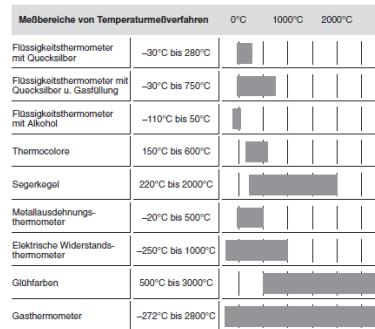 Meßbereiche von Temperaturmeßverfahren 0°C 1000°C 2000°C
Flüssigkeitsthermometer
mit Quecksilber
–30°C bis 280°C
Flüssigkeitsthermometer mit
Quecksilber u. Gasfüllung
–30°C bis 750°C
Flüssigkeitsthermometer
mit Alkohol
–110°C bis 50°C
Thermocolore 150°C bis 600°C
Segerkegel 220°C bis 2000°C
Metallausdehnungs-
thermometer
–20°C bis 500°C
Elektrische Widerstands-
thermometer
–250°C bis 1000°C
Glühfarben 500°C bis 3000°C
Gasthermometer –272°C bis 2800°C